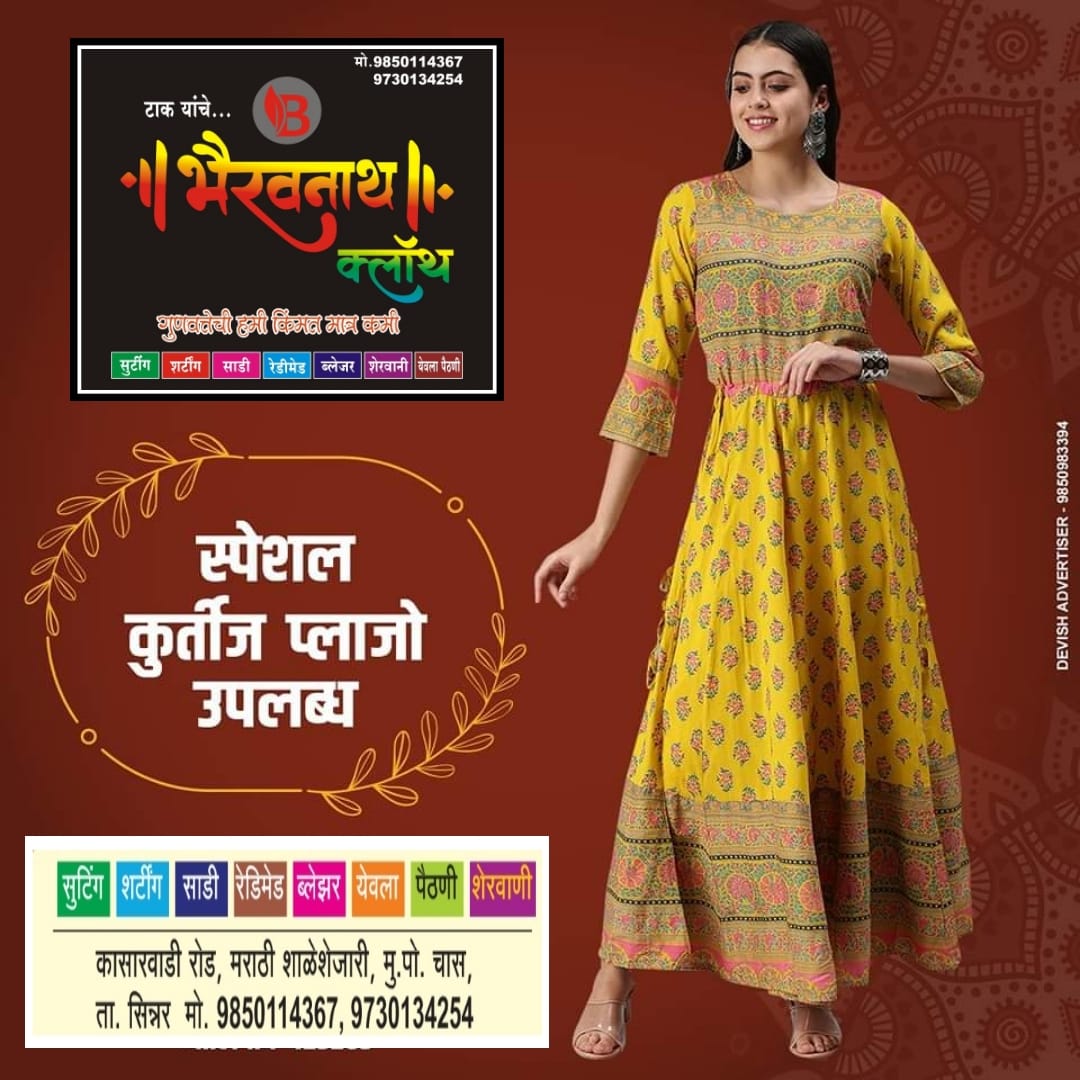 मो.9850114367
9730134254
टाक यांचे...
B
भैरवनाथ
क्लॉथ
गुणवत्तेची हमी किंमत मात्र कमी
सुटींग शर्टींग साडी रेडीमेड ब्लेजर शेरवानी येवला पैठणी
स्पेशल
कुर्तीज प्लाजो
उपलब्ध
सुटिंग शर्टींग साडी रेडिमेड ब्लेझर येवला पैठणी शेरवाणी
कासारवाडी रोड, मराठी शाळेशेजारी, मु.पो. चास,
ता. सिन्नर मो. 9850114367, 9730134254
DEVISH ADVERTISER - 9850983394